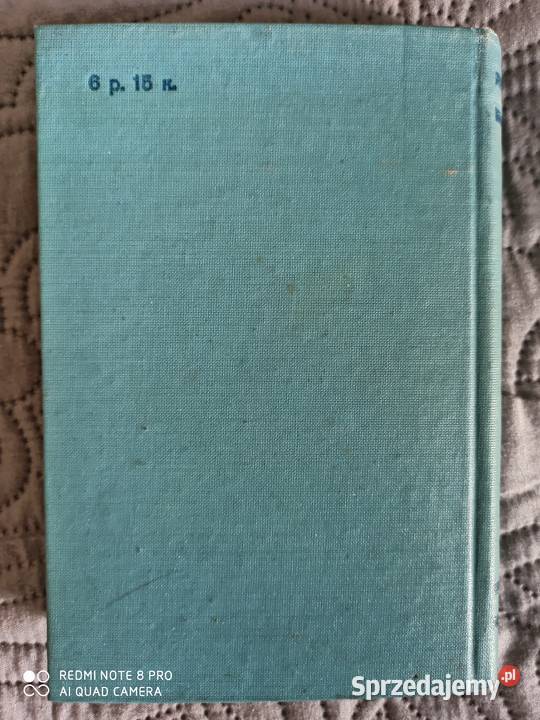 6 р. 15 к.
REDMI NOTE 8 PRO
AI QUAD CAMERA
Sprzedajemy.pl